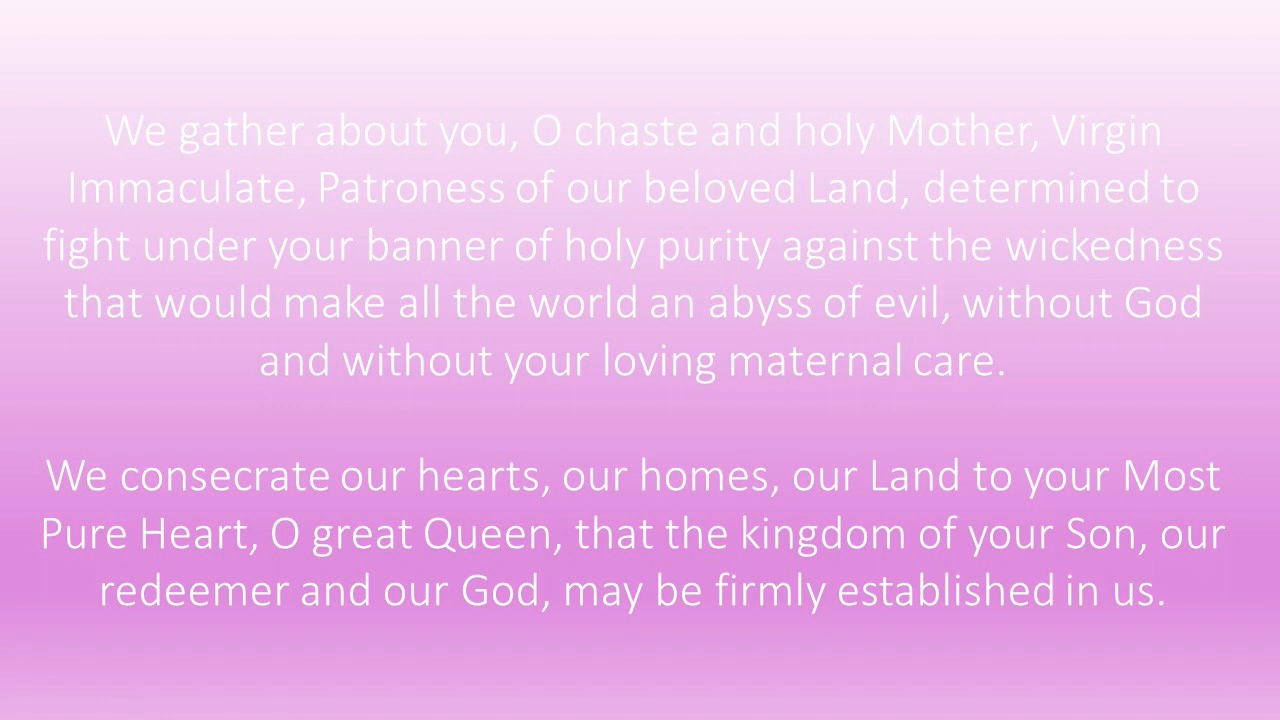 We gather about you, O chaste and holy Mother, Virgin
Immaculate, Patroness of our beloved Land, determined to
fight under your banner of holy purity against the wickedness
that would make all the world an abyss of evil, without God
and without your loving maternal care.
We consecrate our hearts, our homes, our Land to your Most
Pure Heart, O great Queen, that the kingdom of your Son, our
redeemer and our God, may be firmly established in us.